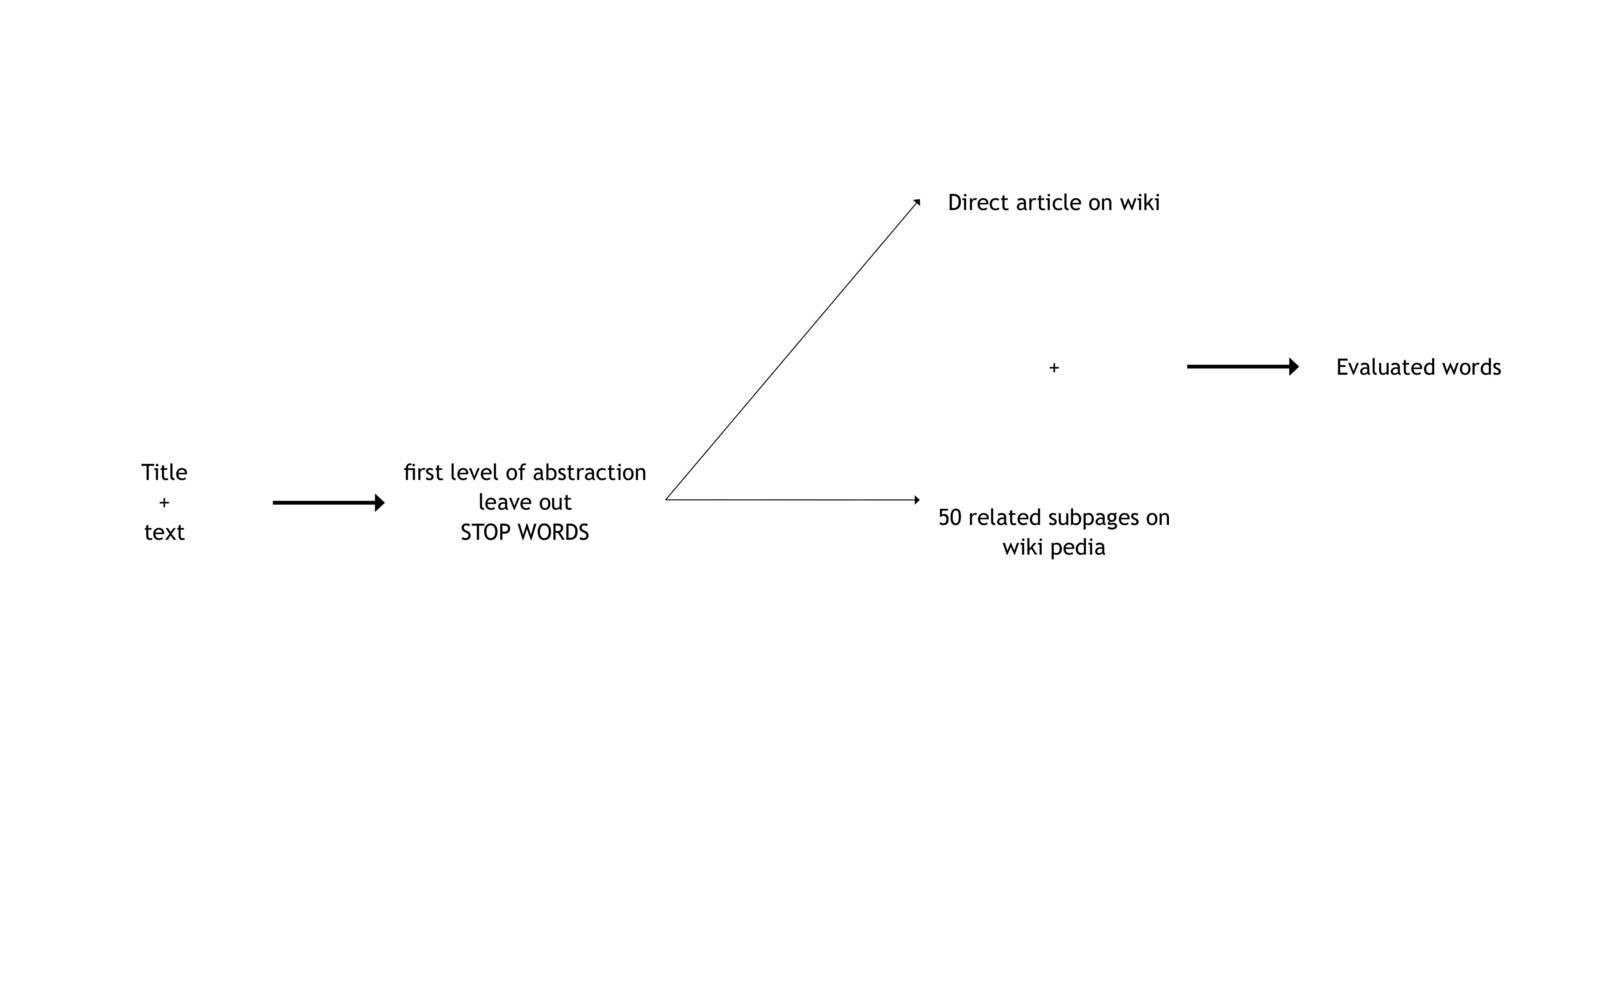 Title
+
text
first level of abstraction
leave out
STOP WORDS
Direct article on wiki
+
50 related subpages on
wiki pedia
Evaluated words